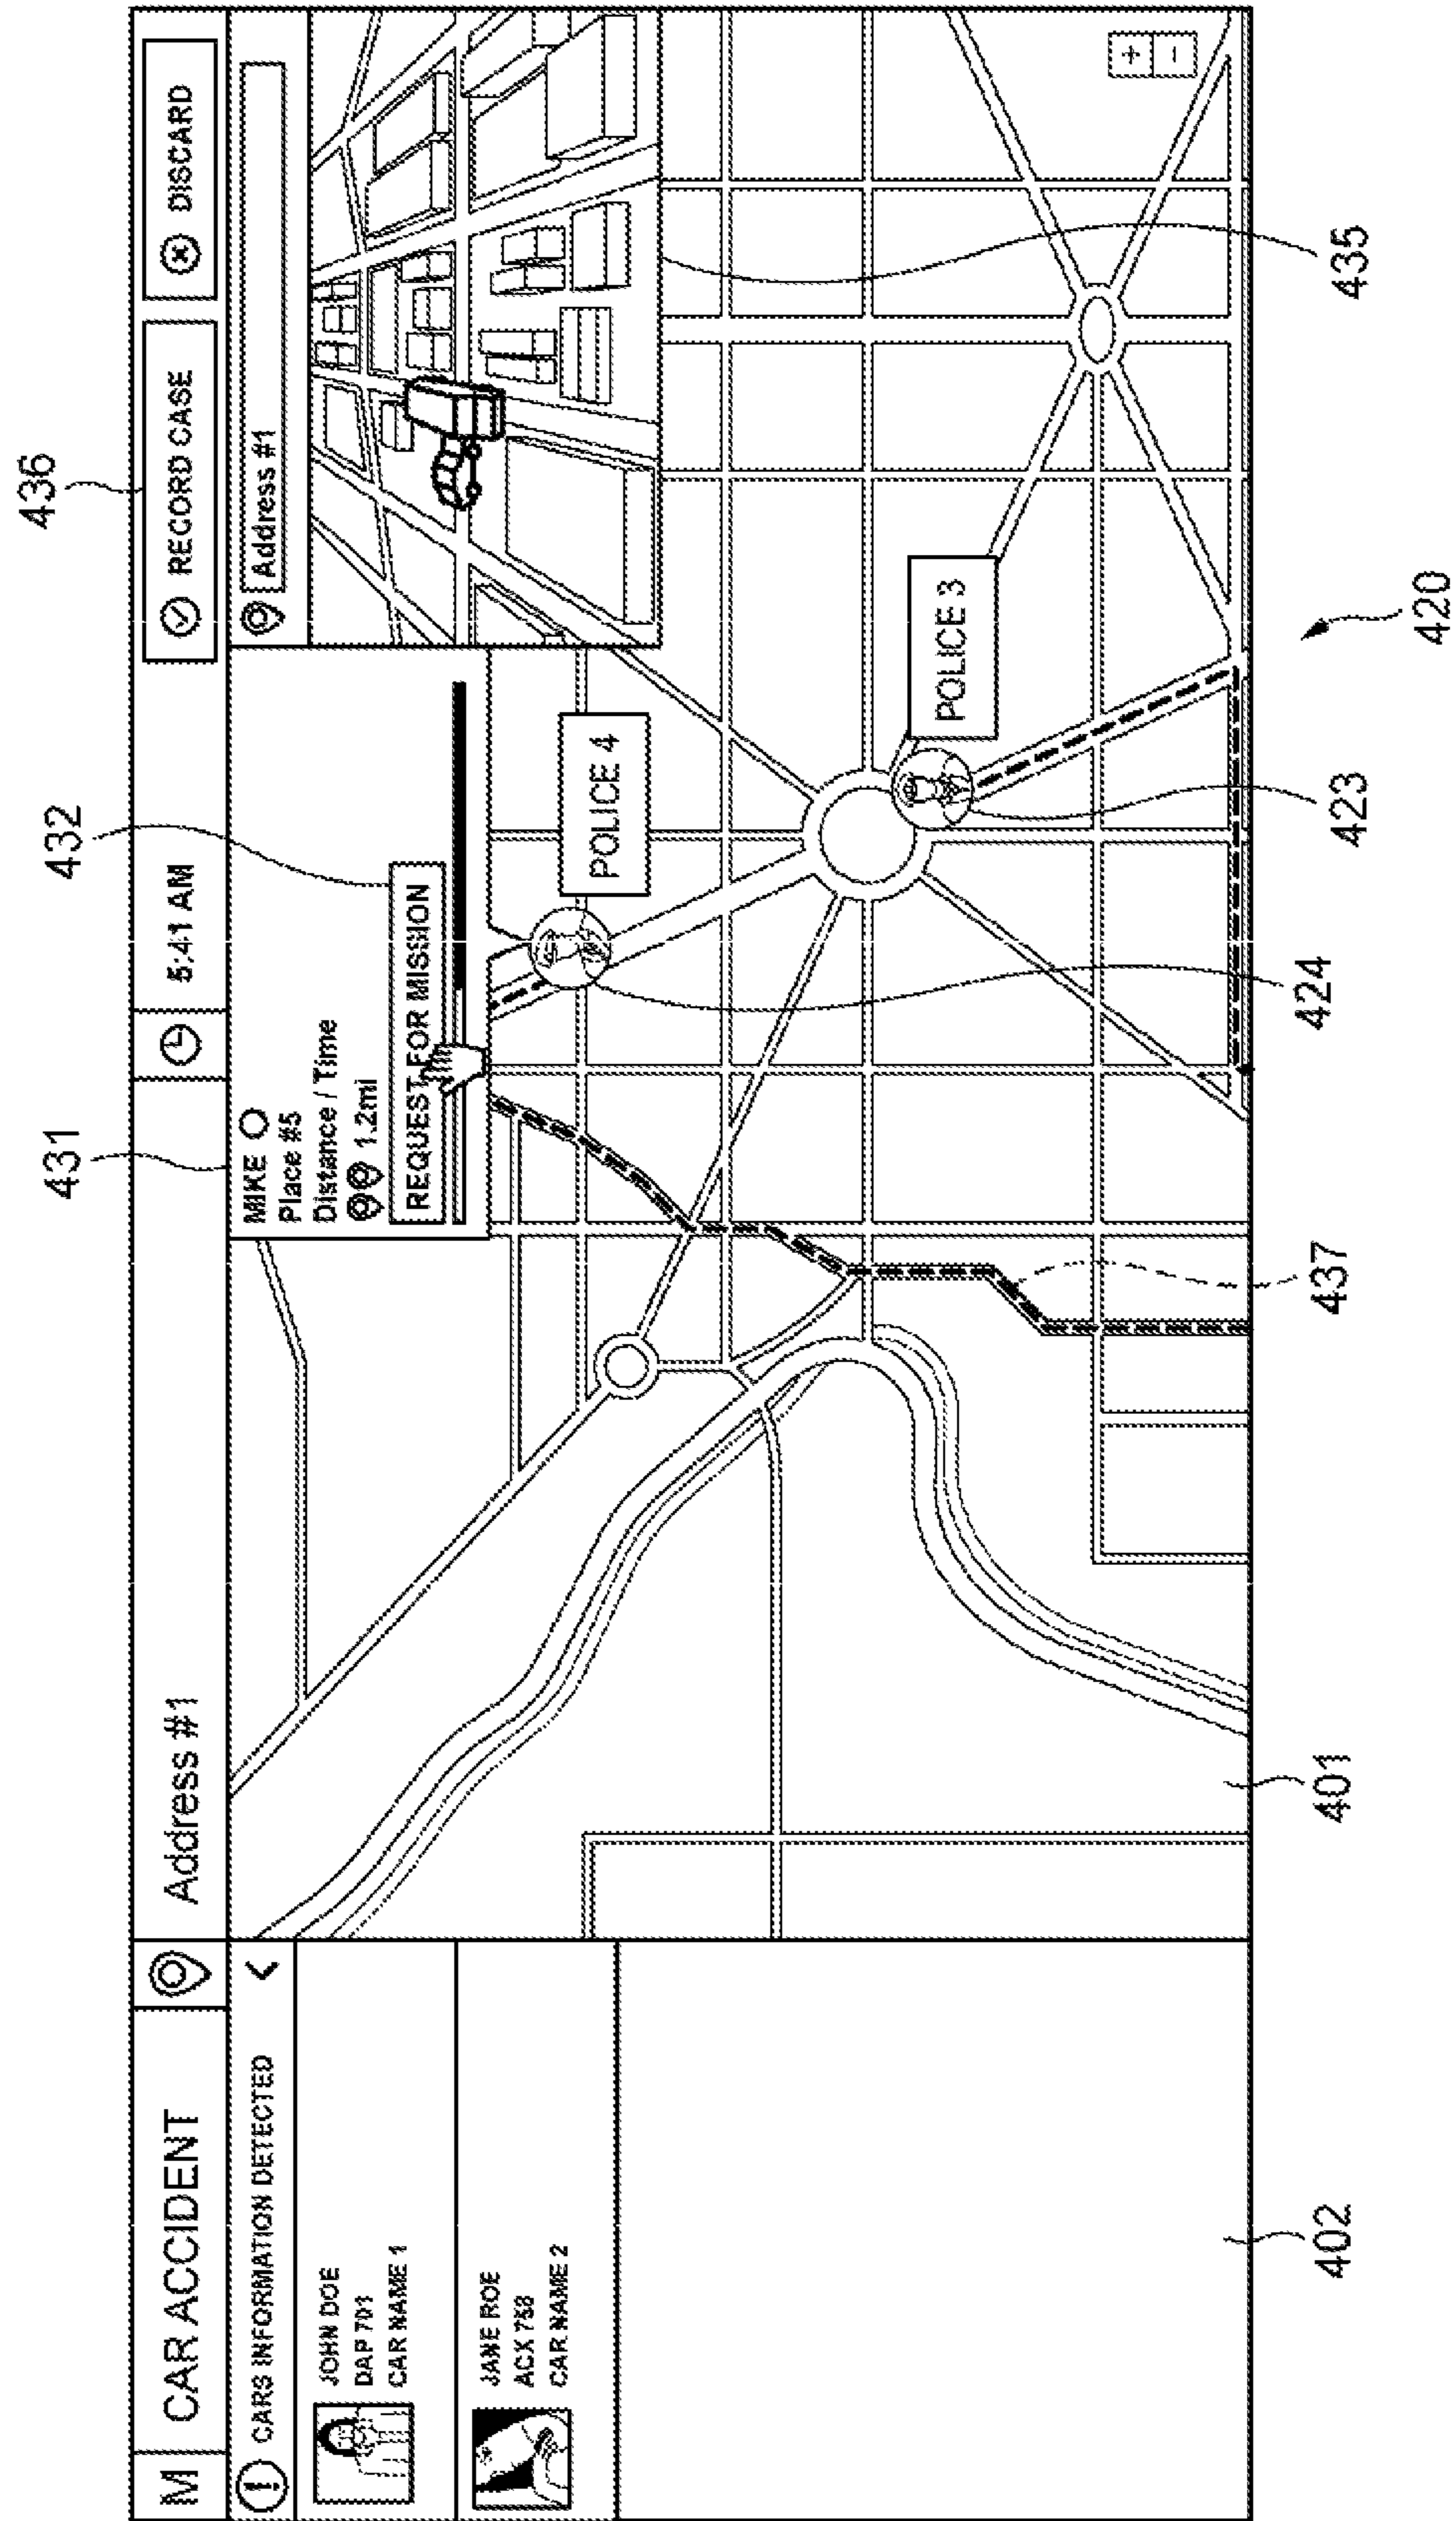 M CAR ACCIDENT Address #1 5:41 AM RECORD CASE DISCARD
CARS INFORMATION DETECTED
JOHN DOE
DAP 701
CAR NAME 1
JANE ROE
ACX 758
CAR NAME 2
MIKE
Place #5
Distance / Time
1.2mi
REQUEST FOR MISSION
Address #1
POLICE 4
POLICE 3
+
-
431
432
436
402
401
437
424
423
435
420